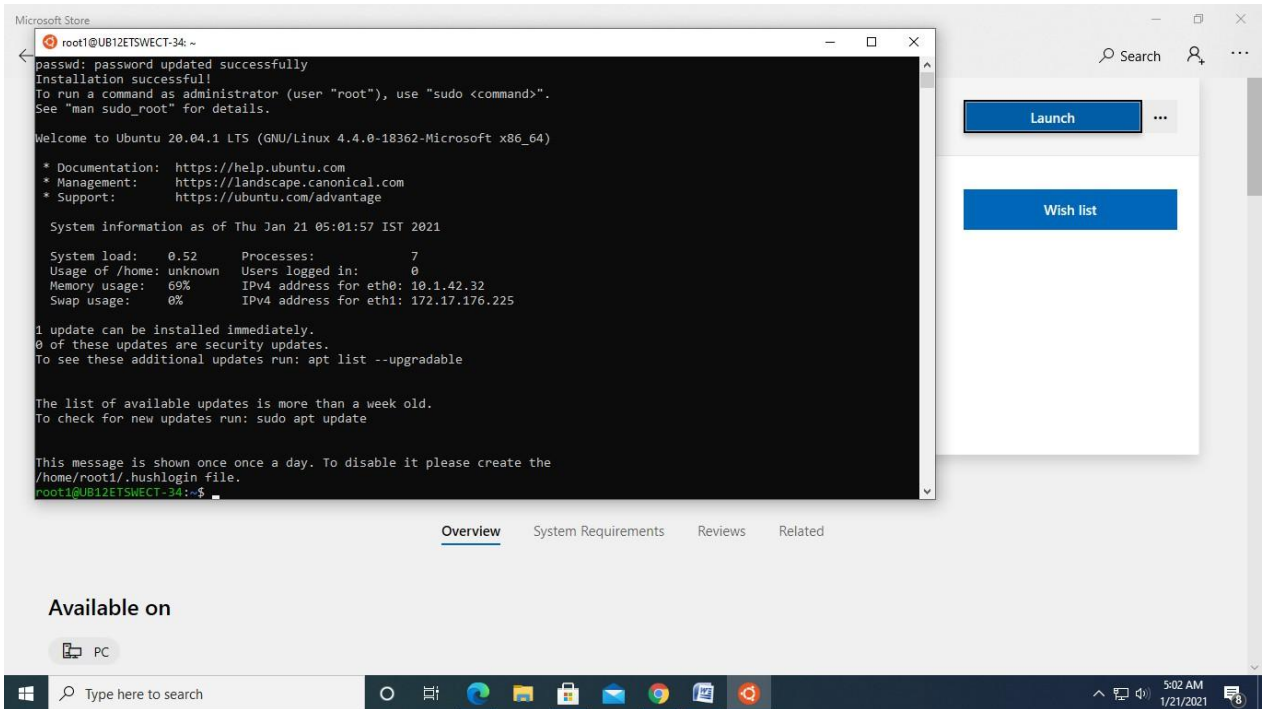 Microsoft Store
root1@UB12ETSWECT-34: ~
Search
passwd: password updated successfully
Installation successful!
To run a command as administrator (user "root"), use "sudo <command>".
See "man sudo_root" for details.
Launch
Welcome to Ubuntu 20.04.1 LTS (GNU/Linux 4.4.0-18362-Microsoft x86_64)
* Documentation:  https://help.ubuntu.com
* Management:     https://landscape.canonical.com
* Support:        https://ubuntu.com/advantage
Wish list
System information as of Thu Jan 21 05:01:57 IST 2021
System load:    0.52      Processes:              7
Usage of /home: unknown   Users logged in:        0
Memory usage:   69%       IPv4 address for eth0: 10.1.42.32
Swap usage:     0%        IPv4 address for eth1: 172.17.176.225
1 update can be installed immediately.
0 of these updates are security updates.
To see these additional updates run: apt list --upgradable
The list of available updates is more than a week old.
To check for new updates run: sudo apt update
This message is shown once once a day. To disable it please create the
/home/root1/.hushlogin file.
root1@UB12ETSWECT-34:~$
Overview System Requirements Reviews Related
Available on
PC
Type here to search
5:02 AM
1/21/2021
8